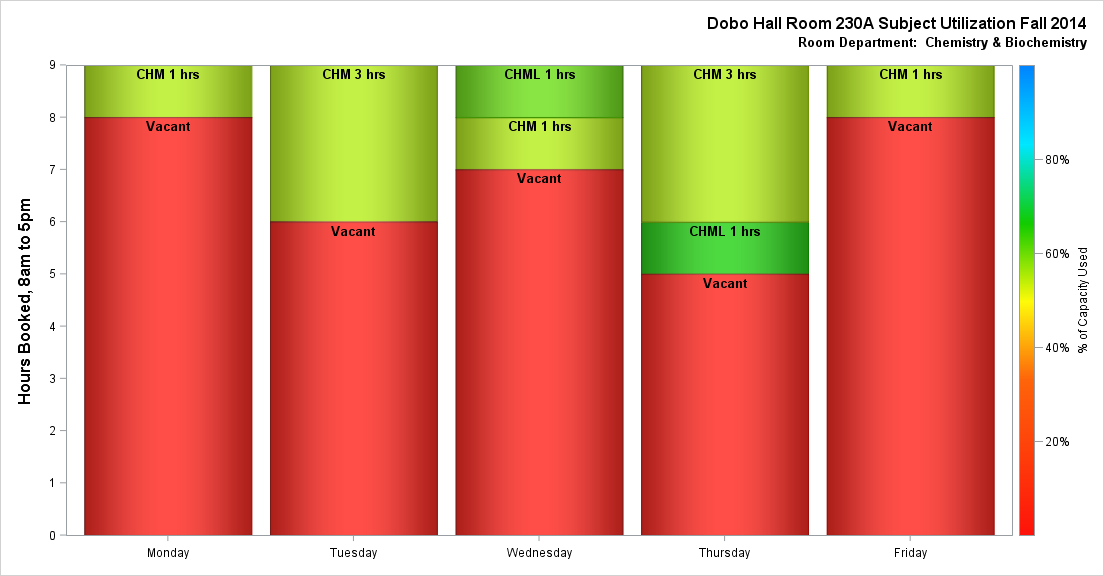 Dobo Hall Room 230A Subject Utilization Fall 2014
Room Department: Chemistry & Biochemistry
Hours Booked, 8am to 5pm
9
8
7
6
5
4
3
2
1
0
CHM 1 hrs
Vacant
CHM 3 hrs
Vacant
CHML 1 hrs
CHM 1 hrs
Vacant
CHM 3 hrs
CHML 1 hrs
Vacant
CHM 1 hrs
Vacant
Monday
Tuesday
Wednesday
Thursday
Friday
80%
60%
40%
20%
% of Capacity Used